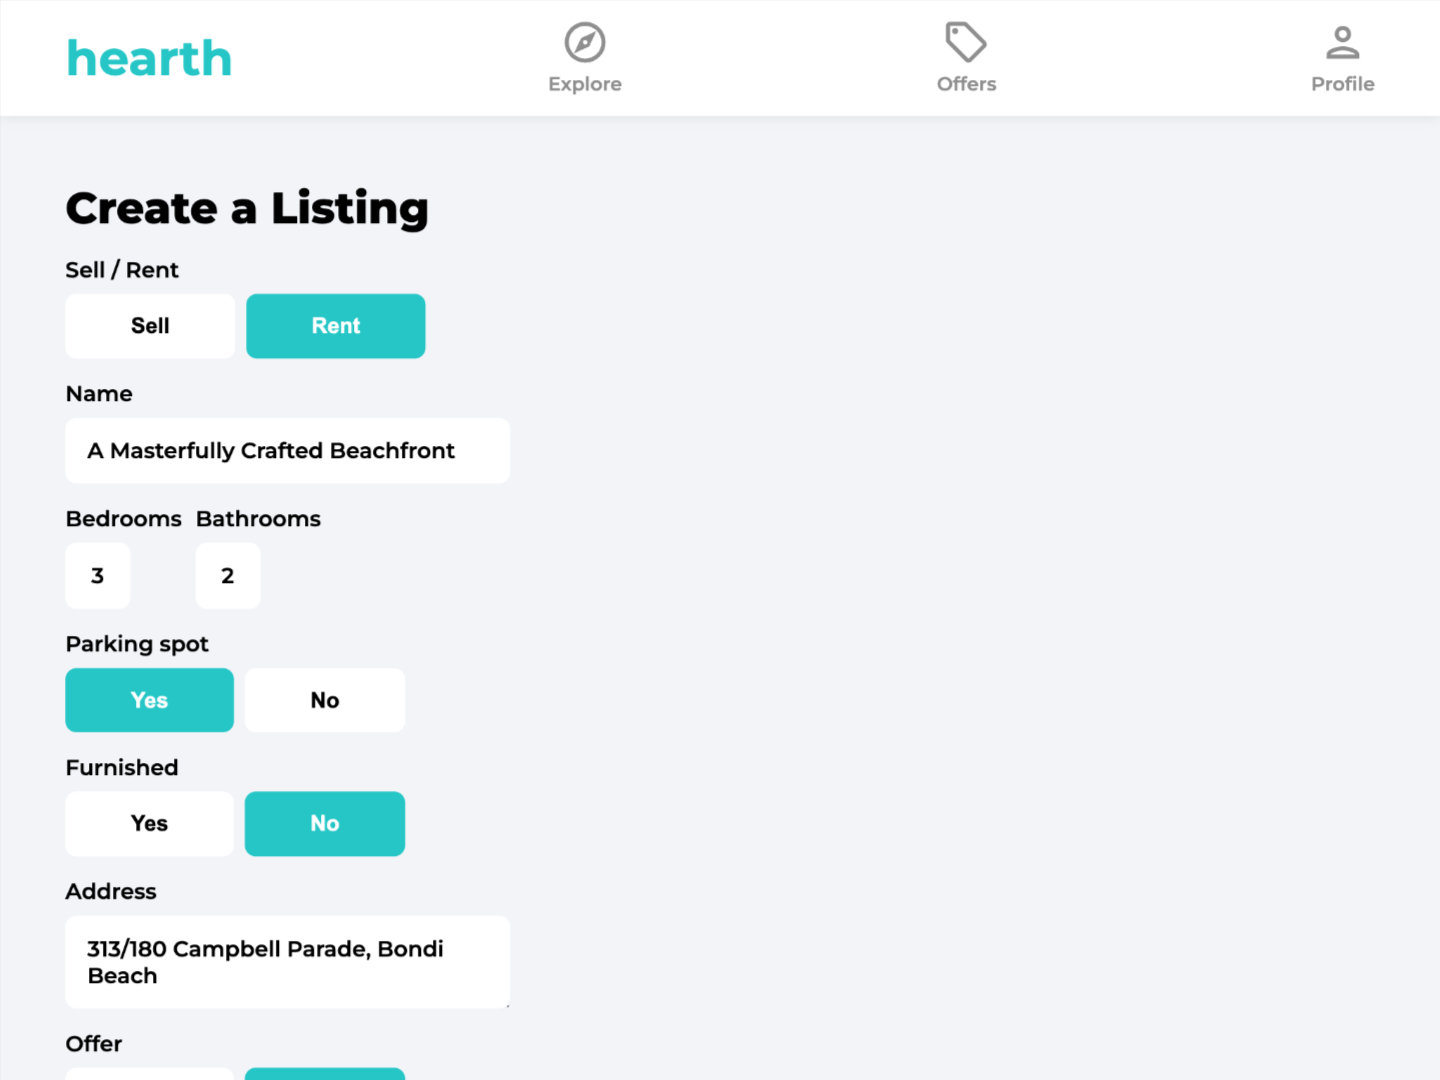 hearth
Explore
Offers
Profile
Create a Listing
Sell / Rent
Sell
Rent
Name
A Masterfully Crafted Beachfront
Bedrooms
Bathrooms
3
2
Parking spot
Yes
No
Furnished
Yes
No
Address
313/180 Campbell Parade, Bondi
Beach
Offer